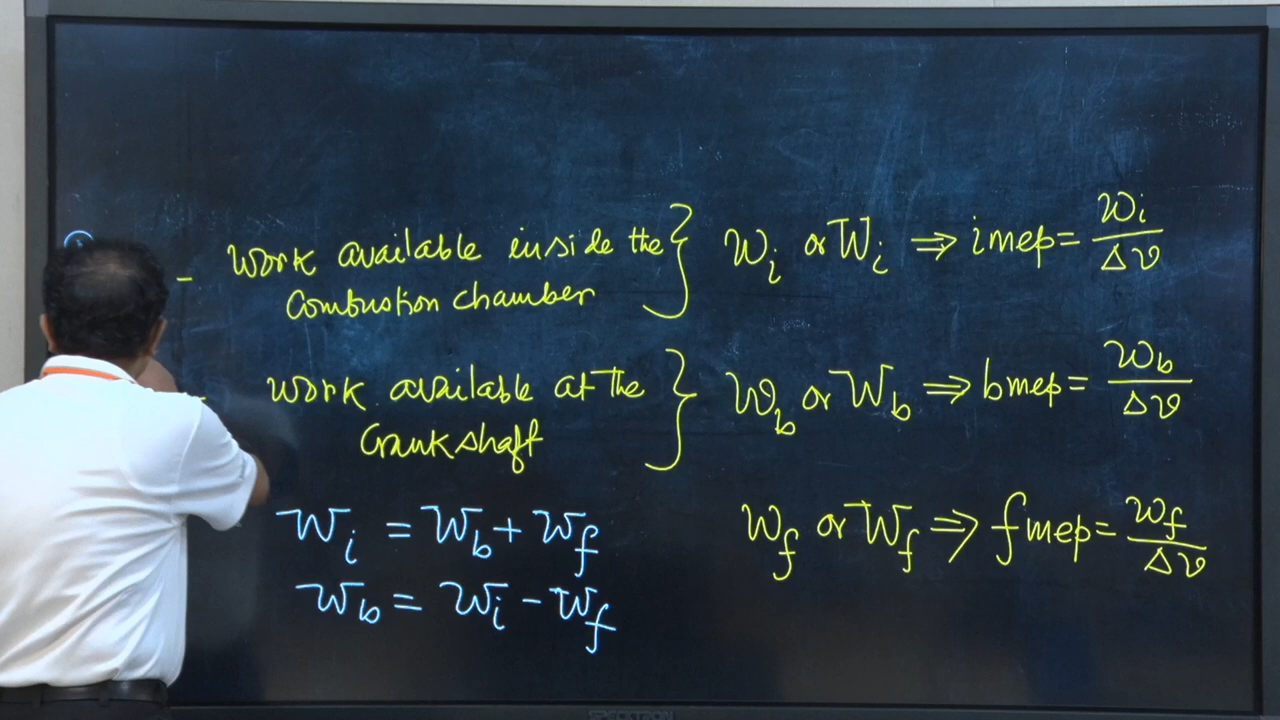 - Work available inside the } wi or Wi ⇒ imep = wi/Δv
Combustion chamber
- Work available at the } wb or Wb ⇒ bmep = wb/Δv
Crankshaft
wi = wb + wf
wf or Wf ⇒ fmep = wf/Δv
wb = wi - wf